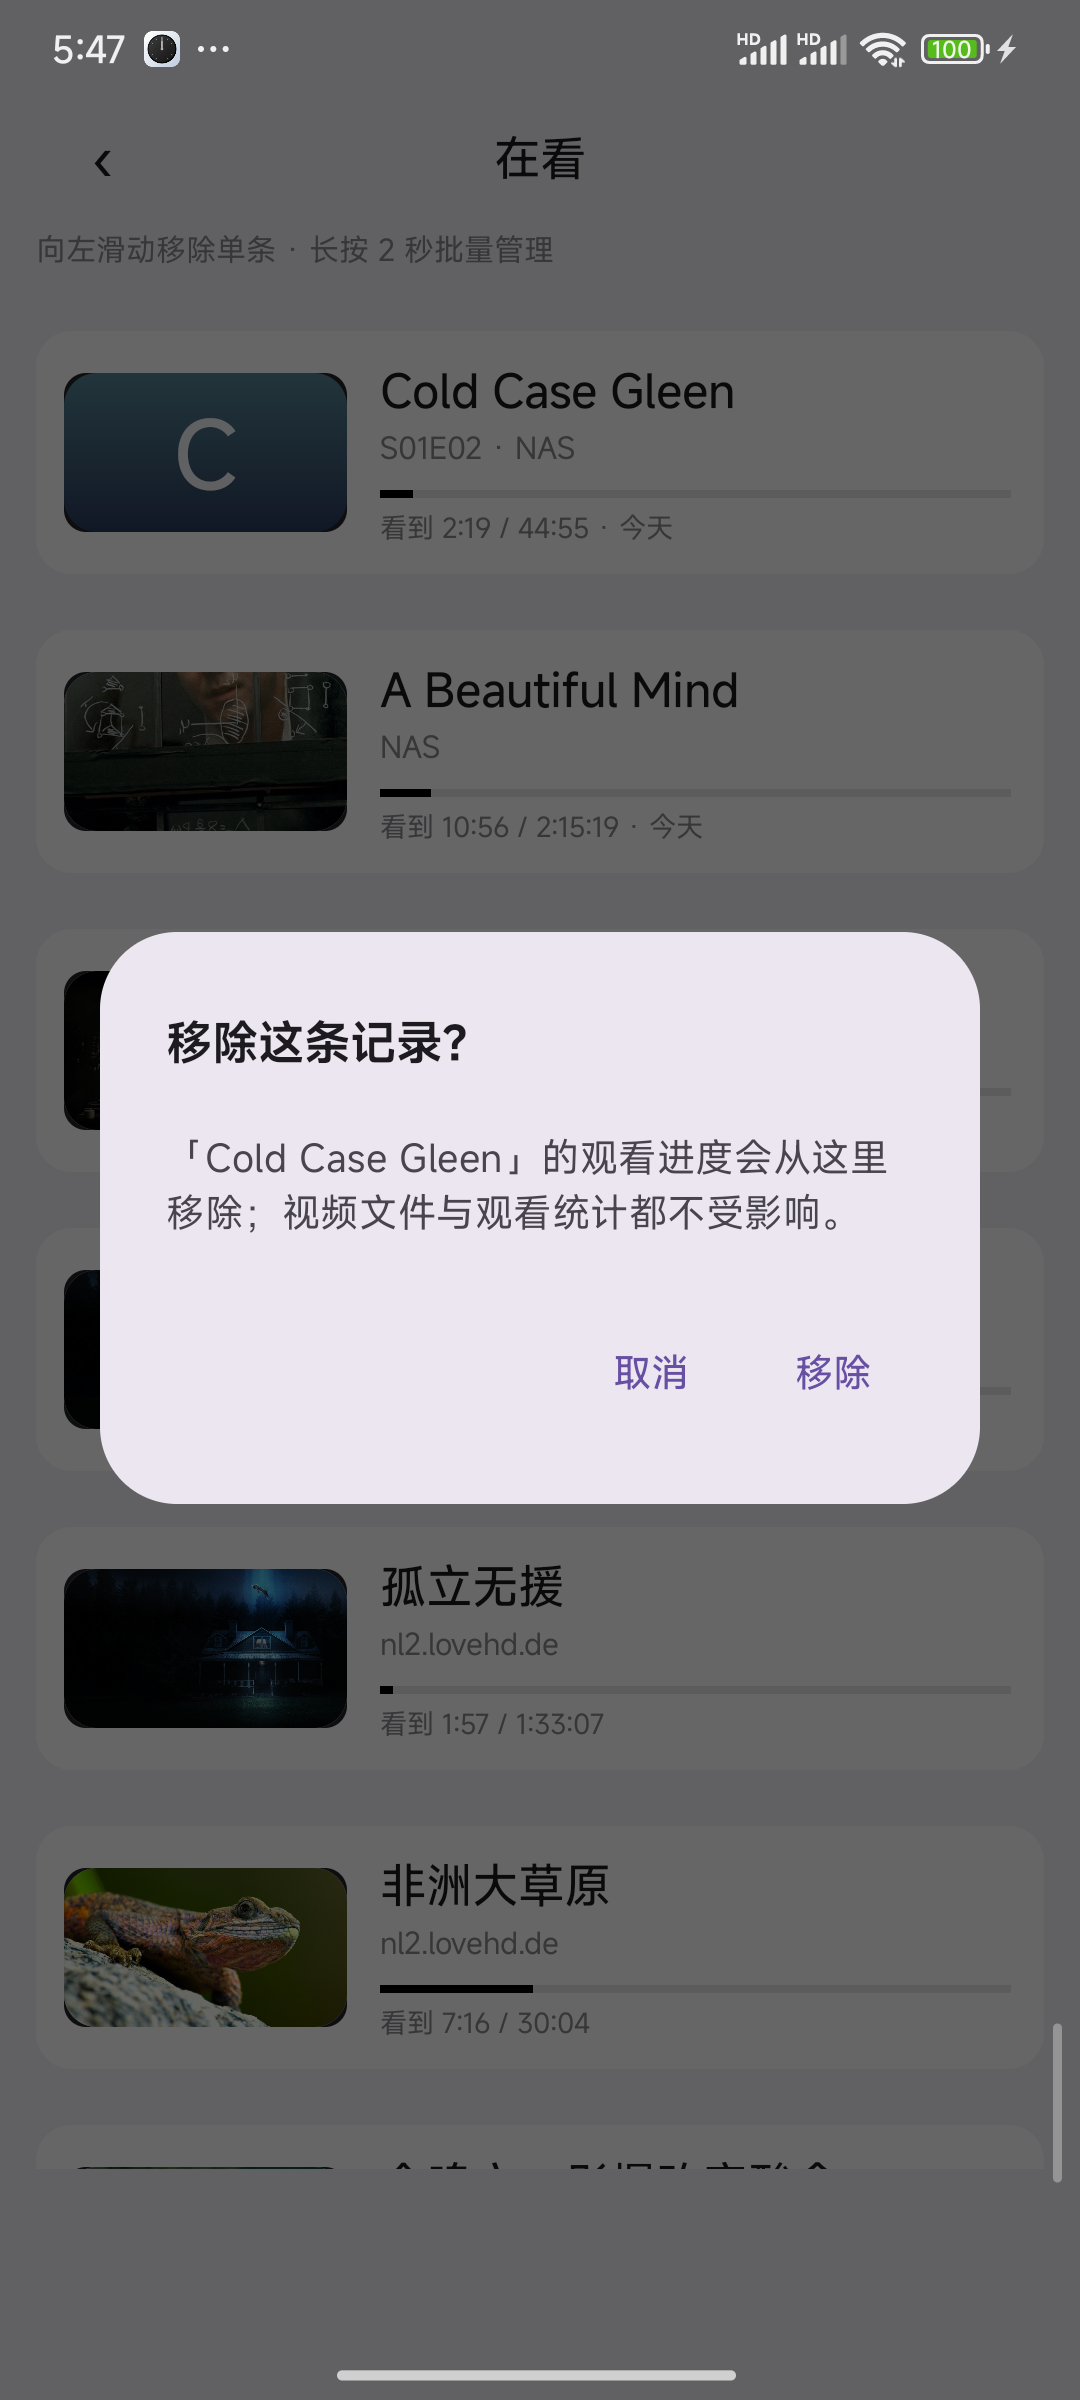 5:47
HD HD 100
在看
向左滑动移除单条 · 长按 2 秒批量管理
C
Cold Case Gleen
S01E02 · NAS
看到 2:19 / 44:55 · 今天
A Beautiful Mind
NAS
看到 10:56 / 2:15:19 · 今天
移除这条记录?
「Cold Case Gleen」的观看进度会从这里
移除；视频文件与观看统计都不受影响。
取消 移除
孤立无援
nl2.lovehd.de
看到 1:57 / 1:33:07
非洲大草原
nl2.lovehd.de
看到 7:16 / 30:04